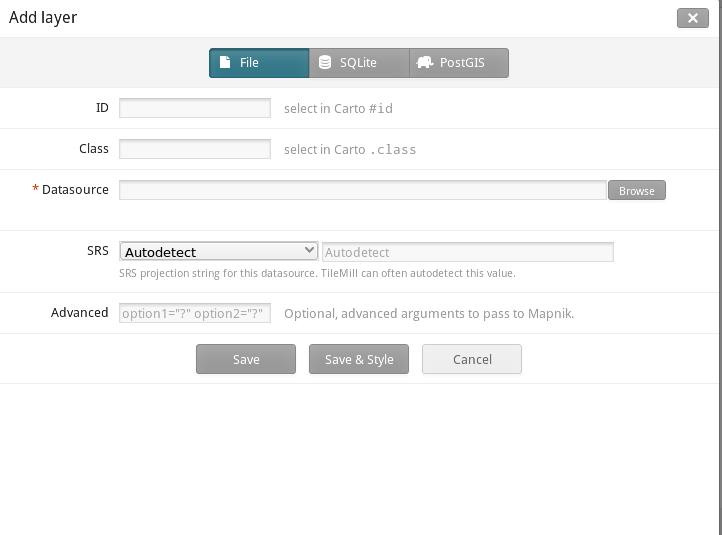 Add layer
File SQLite PostGIS
ID select in Carto #id
Class select in Carto .class
* Datasource Browse
SRS Autodetect Autodetect
SRS projection string for this datasource. TileMill can often autodetect this value.
Advanced option1="?" option2="?" Optional, advanced arguments to pass to Mapnik.
Save Save & Style Cancel